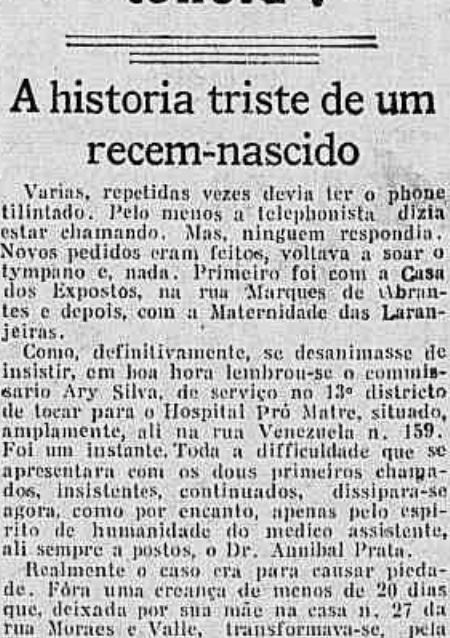 A historia triste de um
recem-nascido
Varias, repetidas vezes devia ter o phone
tilintado. Pelo menos a telephonista dizia
estar chamando. Mas, ninguem respondia.
Novos pedidos eram feitos, voltava a soar o
tympano e, nada. Primeiro foi com a Casa
dos Expostos, na rua Marques de Abran-
tes e depois, com a Maternidade das Laran-
jeiras.
Como, definitivamente, se desanimasse de
insistir, em boa hora lembrou-se o commis-
sario Ary Silva, de serviço no 13º districto
de tocar para o Hospital Pró Matre, situado,
amplamente, ali na rua Venezuela n. 159.
Foi um instante. Toda a difficuldade que se
apresentara com os dous primeiros chama-
dos, insistentes, continuados, dissipara-se
agora, como por encanto, apenas pelo espi-
rito de humanidade do medico assistente,
ali sempre a postos, o Dr. Annibal Prata.
Realmente o caso era para causar pieda-
de. Fôra uma creança de menos de 20 dias
que, deixada por sua mãe na casa n. 27 da
rua Moraes e Valle, transformava-se, pela